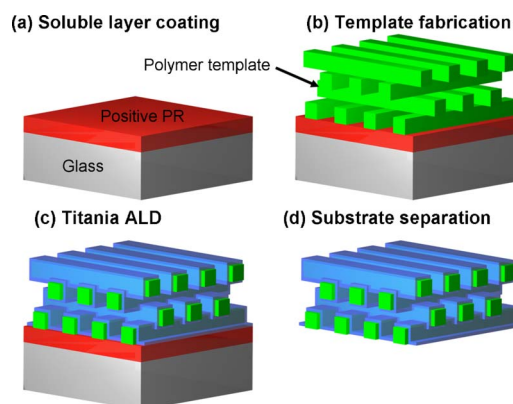 (a) Soluble layer coating
Positive PR
Glass
(b) Template fabrication
Polymer template
(c) Titania ALD
(d) Substrate separation